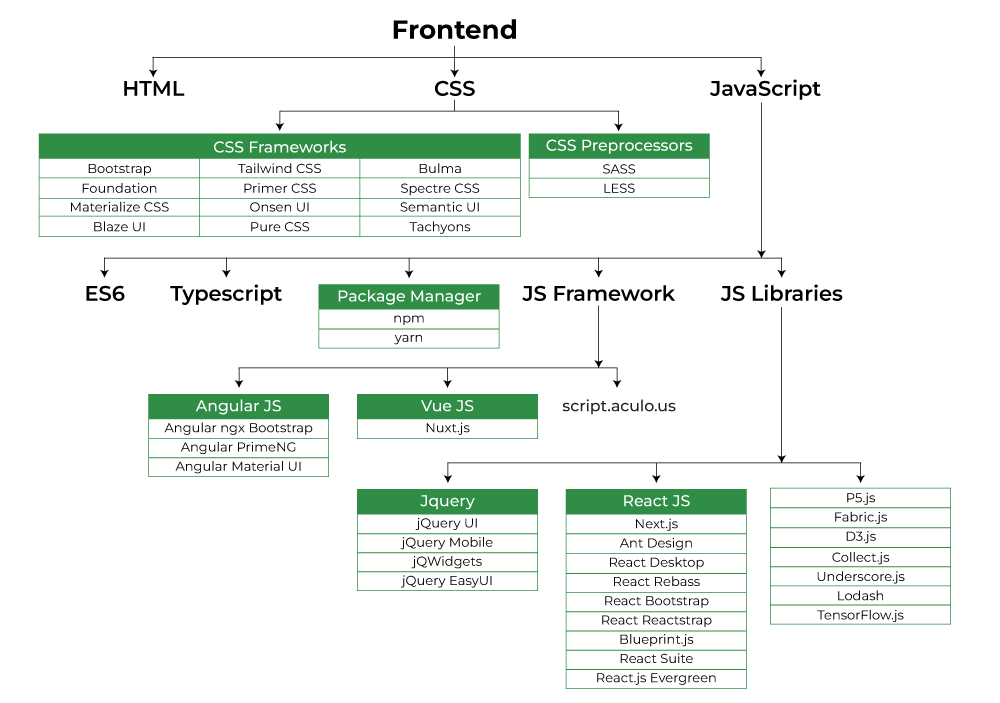 Frontend
HTML
CSS
JavaScript
CSS Frameworks
Bootstrap
Tailwind CSS
Bulma
Foundation
Primer CSS
Spectre CSS
Materialize CSS
Onsen UI
Semantic UI
Blaze UI
Pure CSS
Tachyons
CSS Preprocessors
SASS
LESS
ES6
Typescript
Package Manager
npm
yarn
JS Framework
JS Libraries
Angular JS
Angular ngx Bootstrap
Angular PrimeNG
Angular Material UI
Vue JS
Nuxt.js
script.aculo.us
Jquery
jQuery UI
jQuery Mobile
jQWidgets
jQuery EasyUI
React JS
Next.js
Ant Design
React Desktop
React Rebass
React Bootstrap
React Reactstrap
Blueprint.js
React Suite
React.js Evergreen
P5.js
Fabric.js
D3.js
Collect.js
Underscore.js
Lodash
TensorFlow.js